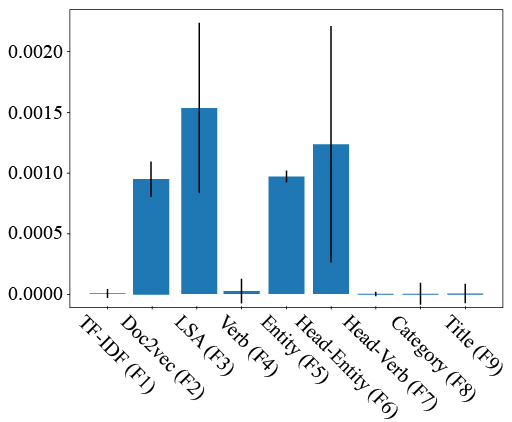 0.0020
0.0015
0.0010
0.0005
0.0000
TF-IDF (F1)
Doc2vec (F2)
LSA (F3)
Verb (F4)
Entity (F5)
Head-Entity (F6)
Head-Verb (F7)
Category (F8)
Title (F9)